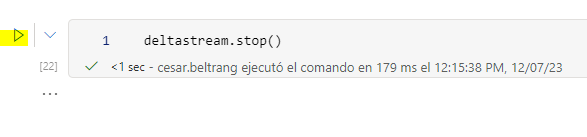 1 deltastream.stop()
[22] <1 sec - cesar.beltrang ejecutó el comando en 179 ms el 12:15:38 PM, 12/07/23
...